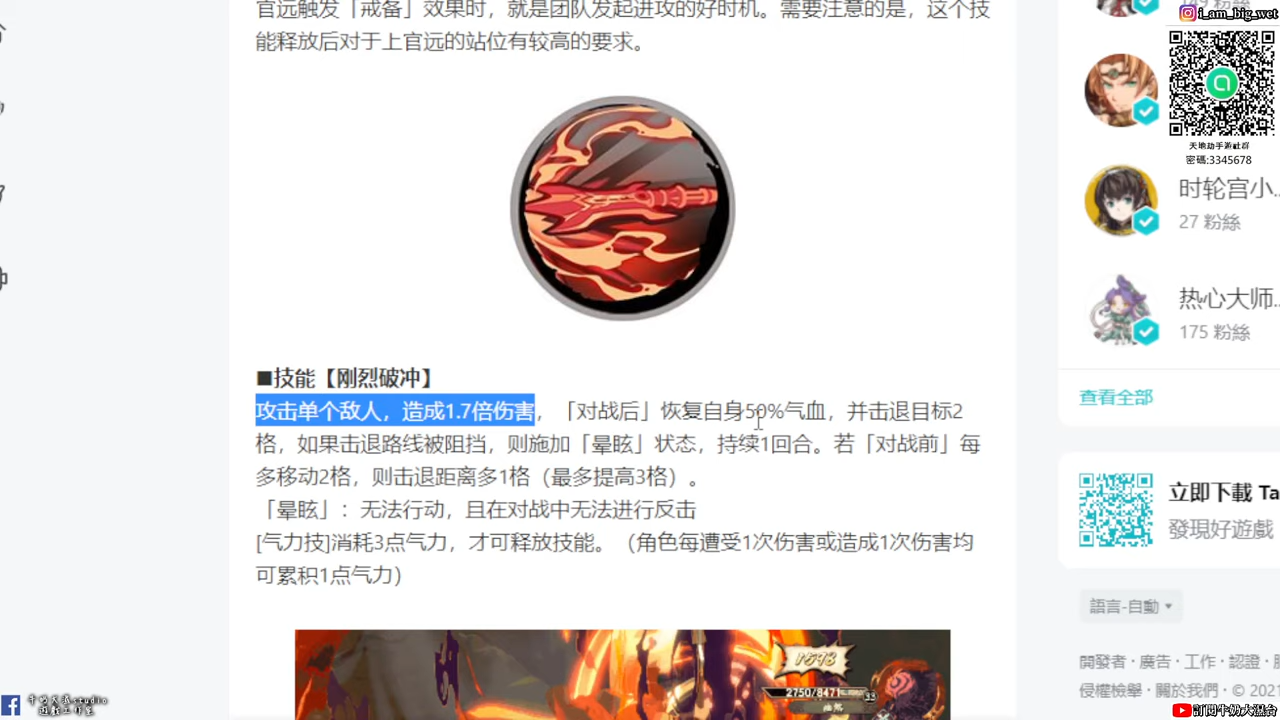 官远触发「戒备」效果时，就是团队发起进攻的好时机。需要注意的是，这个技
能释放后对于上官远的站位有较高的要求。
■技能【刚烈破冲】
攻击单个敌人，造成1.7倍伤害，「对战后」恢复自身50%气血，并击退目标2
格，如果击退路线被阻挡，则施加「晕眩」状态，持续1回合。若「对战前」每
多移动2格，则击退距离多1格（最多提高3格）。
「晕眩」：无法行动，且在对战中无法进行反击
[气力技]消耗3点气力，才可释放技能。（角色每遭受1次伤害或造成1次伤害均
可累积1点气力）
1593
2750/8471
33
i_am_big_wet
天地劫手遊社群
密碼:3345678
时轮宫小...
27 粉絲
热心大师...
175 粉絲
查看全部
立即下載 Ta
發現好遊戲
語言-自動
開發者 · 廣告 · 工作 · 認證 ·
侵權檢舉 · 關於我們 · © 2021
studio
遊戲工作室